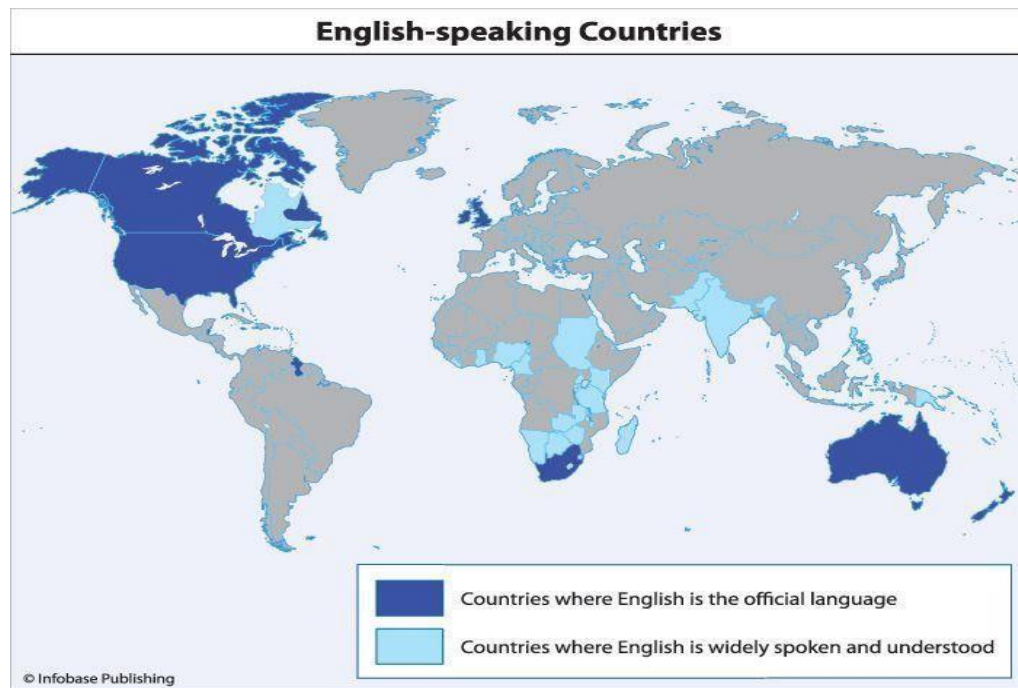 English-speaking Countries
Countries where English is the official language
Countries where English is widely spoken and understood
© Infobase Publishing